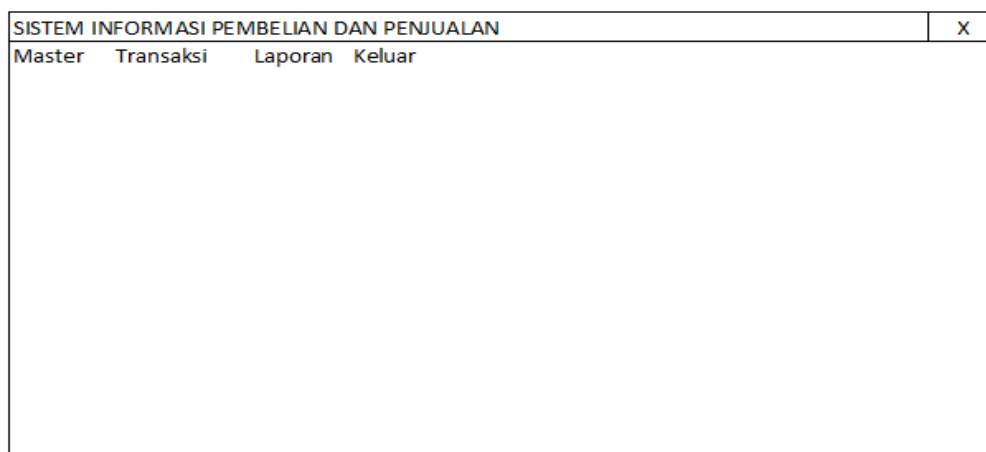 SISTEM INFORMASI PEMBELIAN DAN PENJUALAN X
Master Transaksi Laporan Keluar